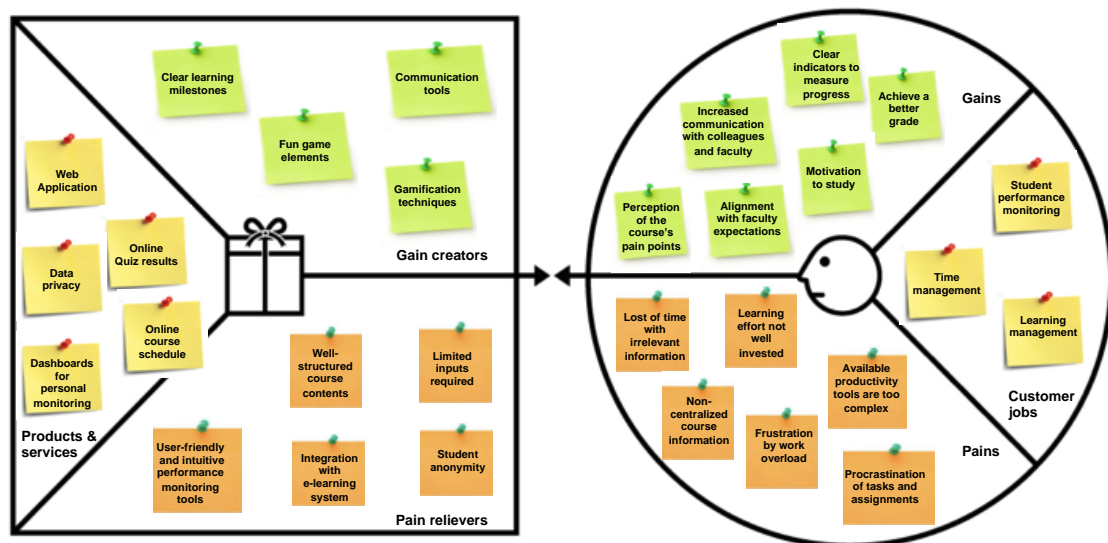 Clear learning
milestones
Communication
tools
Fun game
elements
Gamification
techniques
Gain creators
Web
Application
Online
Quiz results
Data
privacy
Online
course
schedule
Dashboards for
personal
monitoring
Products &
services
Well-
structured
course
contents
Limited
inputs
required
User-friendly
and intuitive
performance
monitoring
tools
Integration
with
e-learning
system
Student
anonymity
Pain relievers
Clear
indicators to
measure
progress
Achieve a
better
grade
Gains
Increased
communication
with colleagues
and faculty
Motivation
to study
Perception
of the
course's
pain points
Alignment
with faculty
expectations
Student
performance
monitoring
Time
management
Learning
management
Customer
jobs
Lost of time
with
irrelevant
information
Learning
effort not
well
invested
Available
productivity
tools are too
complex
Non-
centralized
course
information
Frustration
by work
overload
Procrastination
of tasks and
assignments
Pains